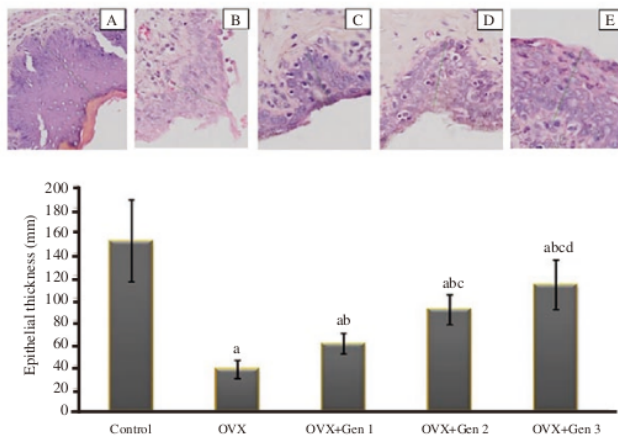 A
B
C
D
E
Epithelial thickness (mm)
200
180
160
140
120
100
80
60
40
20
0
a
ab
abc
abcd
Control
OVX
OVX+Gen 1
OVX+Gen 2
OVX+Gen 3